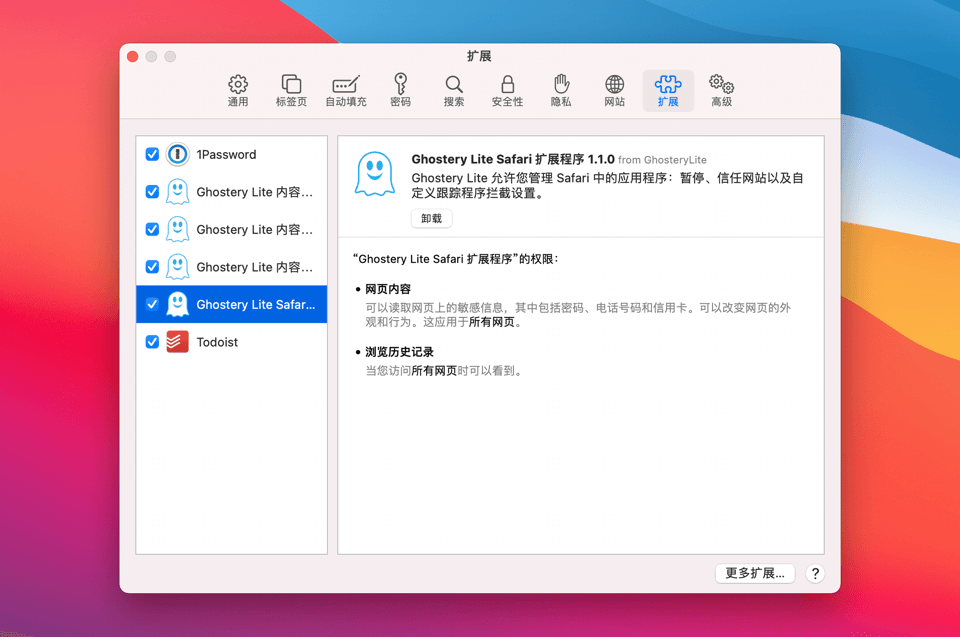 扩展
通用
标签页
自动填充
密码
搜索
安全性
隐私
网站
扩展
高级
1Password
Ghostery Lite 内容...
Ghostery Lite 内容...
Ghostery Lite 内容...
Ghostery Lite Safar...
Todoist
Ghostery Lite Safari 扩展程序 1.1.0 from GhosteryLite
Ghostery Lite 允许您管理 Safari 中的应用程序：暂停、信任网站以及自
定义跟踪程序拦截设置。
卸载
“Ghostery Lite Safari 扩展程序”的权限：
• 网页内容
可以读取网页上的敏感信息，其中包括密码、电话号码和信用卡。可以改变网页的外
观和行为。这应用于所有网页。
• 浏览历史记录
当您访问所有网页时可以看到。
更多扩展...
?